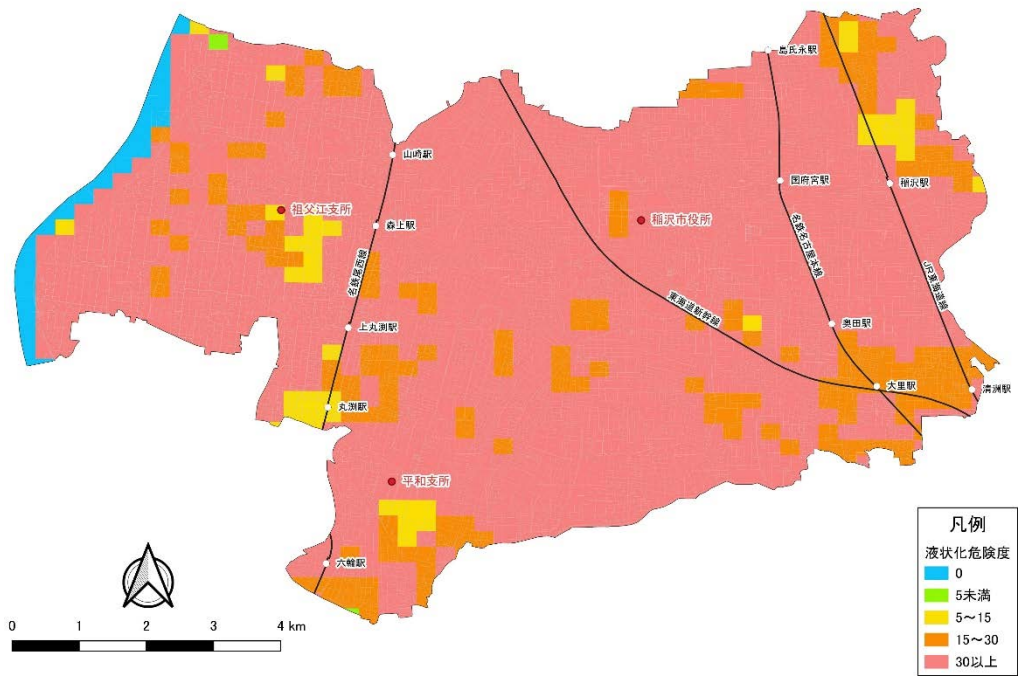 島氏永駅
山崎駅
国府宮駅
稲沢駅
祖父江支所
稲沢市役所
森上駅
名鉄尾西線
名鉄名古屋本線
JR東海道線
東海道新幹線
上丸渕駅
奥田駅
大里駅
清洲駅
丸渕駅
平和支所
六輪駅
凡例
液状化危険度
0
5未満
5～15
15～30
30以上
0 1 2 3 4 km